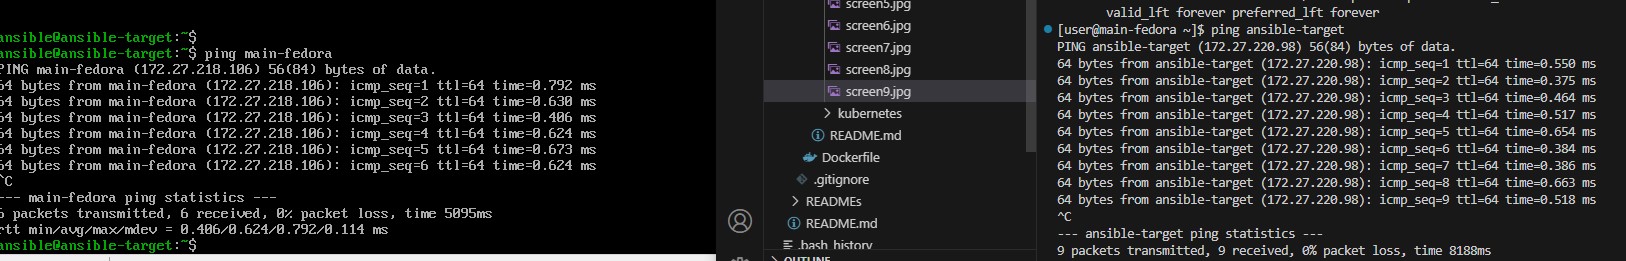 ansible@ansible-target:~$
ansible@ansible-target:~$ ping main-fedora
PING main-fedora (172.27.218.106) 56(84) bytes of data.
64 bytes from main-fedora (172.27.218.106): icmp_seq=1 ttl=64 time=0.792 ms
64 bytes from main-fedora (172.27.218.106): icmp_seq=2 ttl=64 time=0.630 ms
64 bytes from main-fedora (172.27.218.106): icmp_seq=3 ttl=64 time=0.406 ms
64 bytes from main-fedora (172.27.218.106): icmp_seq=4 ttl=64 time=0.624 ms
64 bytes from main-fedora (172.27.218.106): icmp_seq=5 ttl=64 time=0.673 ms
64 bytes from main-fedora (172.27.218.106): icmp_seq=6 ttl=64 time=0.624 ms
^C
--- main-fedora ping statistics ---
6 packets transmitted, 6 received, 0% packet loss, time 5095ms
rtt min/avg/max/mdev = 0.406/0.624/0.792/0.114 ms
ansible@ansible-target:~$
screen5.jpg
screen6.jpg
screen7.jpg
screen8.jpg
screen9.jpg
kubernetes
README.md
Dockerfile
.gitignore
READMEs
README.md
.bash_history
OUTLINE
valid_lft forever preferred_lft forever
[user@main-fedora ~]$ ping ansible-target
PING ansible-target (172.27.220.98) 56(84) bytes of data.
64 bytes from ansible-target (172.27.220.98): icmp_seq=1 ttl=64 time=0.550 ms
64 bytes from ansible-target (172.27.220.98): icmp_seq=2 ttl=64 time=0.375 ms
64 bytes from ansible-target (172.27.220.98): icmp_seq=3 ttl=64 time=0.464 ms
64 bytes from ansible-target (172.27.220.98): icmp_seq=4 ttl=64 time=0.517 ms
64 bytes from ansible-target (172.27.220.98): icmp_seq=5 ttl=64 time=0.654 ms
64 bytes from ansible-target (172.27.220.98): icmp_seq=6 ttl=64 time=0.384 ms
64 bytes from ansible-target (172.27.220.98): icmp_seq=7 ttl=64 time=0.386 ms
64 bytes from ansible-target (172.27.220.98): icmp_seq=8 ttl=64 time=0.663 ms
64 bytes from ansible-target (172.27.220.98): icmp_seq=9 ttl=64 time=0.518 ms
^C
--- ansible-target ping statistics ---
9 packets transmitted, 9 received, 0% packet loss, time 8188ms